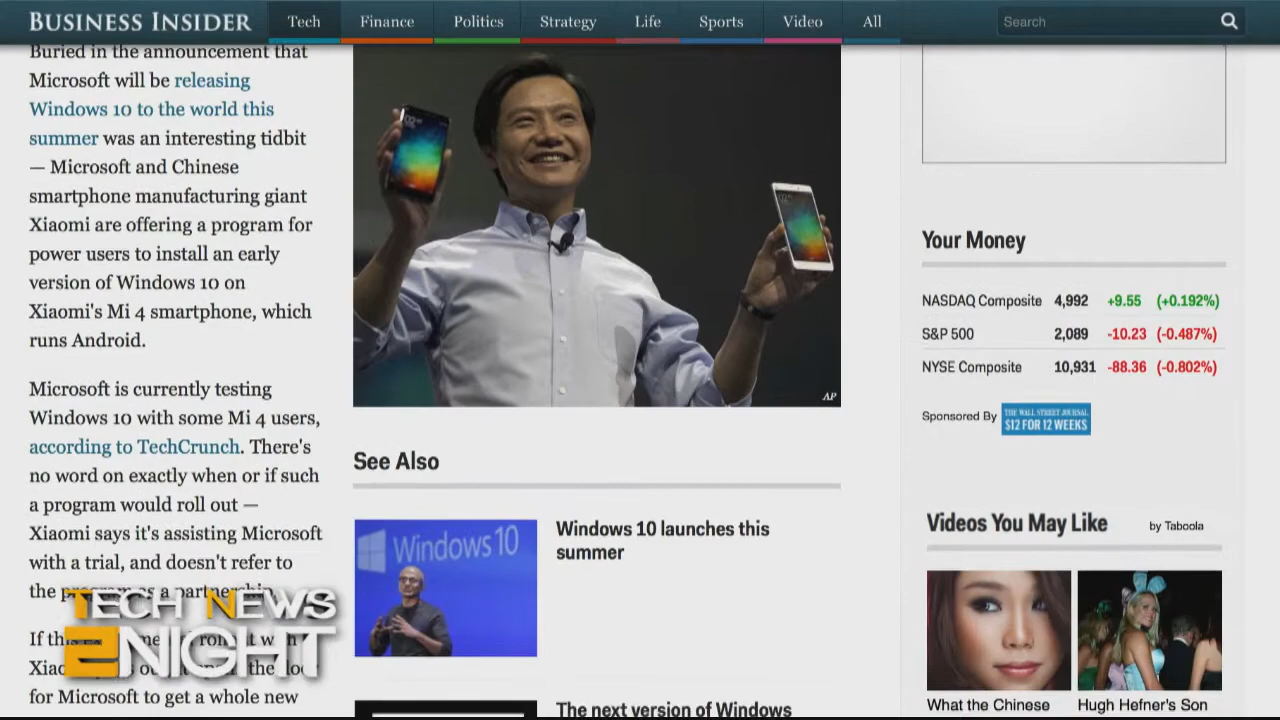 BUSINESS INSIDER
Tech Finance Politics Strategy Life Sports Video All
Search
Buried in the announcement that
Microsoft will be releasing
Windows 10 to the world this
summer was an interesting tidbit
— Microsoft and Chinese
smartphone manufacturing giant
Xiaomi are offering a program for
power users to install an early
version of Windows 10 on
Xiaomi's Mi 4 smartphone, which
runs Android.
Microsoft is currently testing
Windows 10 with some Mi 4 users,
according to TechCrunch. There's
no word on exactly when or if such
a program would roll out —
Xiaomi says it's assisting Microsoft
with a trial, and doesn't refer to
the program as a partnership.
If this
the door
for Microsoft to get a whole new
TECH NEWS
2NIGHT
AP
See Also
Windows 10
Windows 10 launches this
summer
The next version of Windows
Your Money
NASDAQ Composite 4,992 +9.55 (+0.192%)
S&P 500 2,089 -10.23 (-0.487%)
NYSE Composite 10,931 -88.36 (-0.802%)
Sponsored By
THE WALL STREET JOURNAL
$12 FOR 12 WEEKS
Videos You May Like
by Taboola
What the Chinese
Hugh Hefner's Son